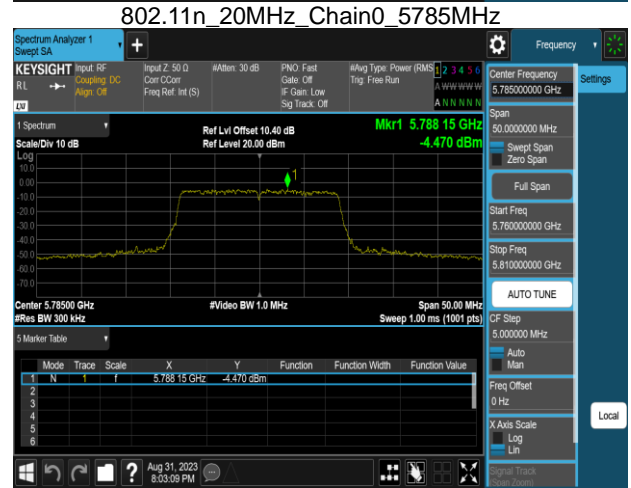 802.11n_20MHz_Chain0_5785MHz
Spectrum Analyzer 1
Swept SA
Frequency
KEYSIGHT
RL
Input: RF
Coupling: DC
Align: Off
Input Z: 50 Ω
Corr CCorr
Freq Ref: Int (S)
#Atten: 30 dB
PNO: Fast
Gate: Off
IF Gain: Low
Sig Track: Off
#Avg Type: Power (RMS
Trig: Free Run
1 2 3 4 5 6
A W W W W W
A N N N N N
LXI
1 Spectrum
Scale/Div 10 dB
Log
Ref Lvl Offset 10.40 dB
Ref Level 20.00 dBm
Mkr1 5.788 15 GHz
-4.470 dBm
10.0
0.00
-10.0
-20.0
-30.0
-40.0
-50.0
-60.0
-70.0
1
Center 5.78500 GHz
#Res BW 300 kHz
#Video BW 1.0 MHz
Span 50.00 MHz
Sweep 1.00 ms (1001 pts)
5 Marker Table
Mode Trace Scale X Y Function Function Width Function Value
1 N 1 f 5.788 15 GHz -4.470 dBm
2
3
4
5
6
Aug 31, 2023
8:03:09 PM
?
Center Frequency
5.785000000 GHz
Settings
Span
50.0000000 MHz
Swept Span
Zero Span
Full Span
Start Freq
5.760000000 GHz
Stop Freq
5.810000000 GHz
AUTO TUNE
CF Step
5.000000 MHz
Auto
Man
Freq Offset
0 Hz
X Axis Scale
Log
Lin
Local
Signal Track
(Span Zoom)